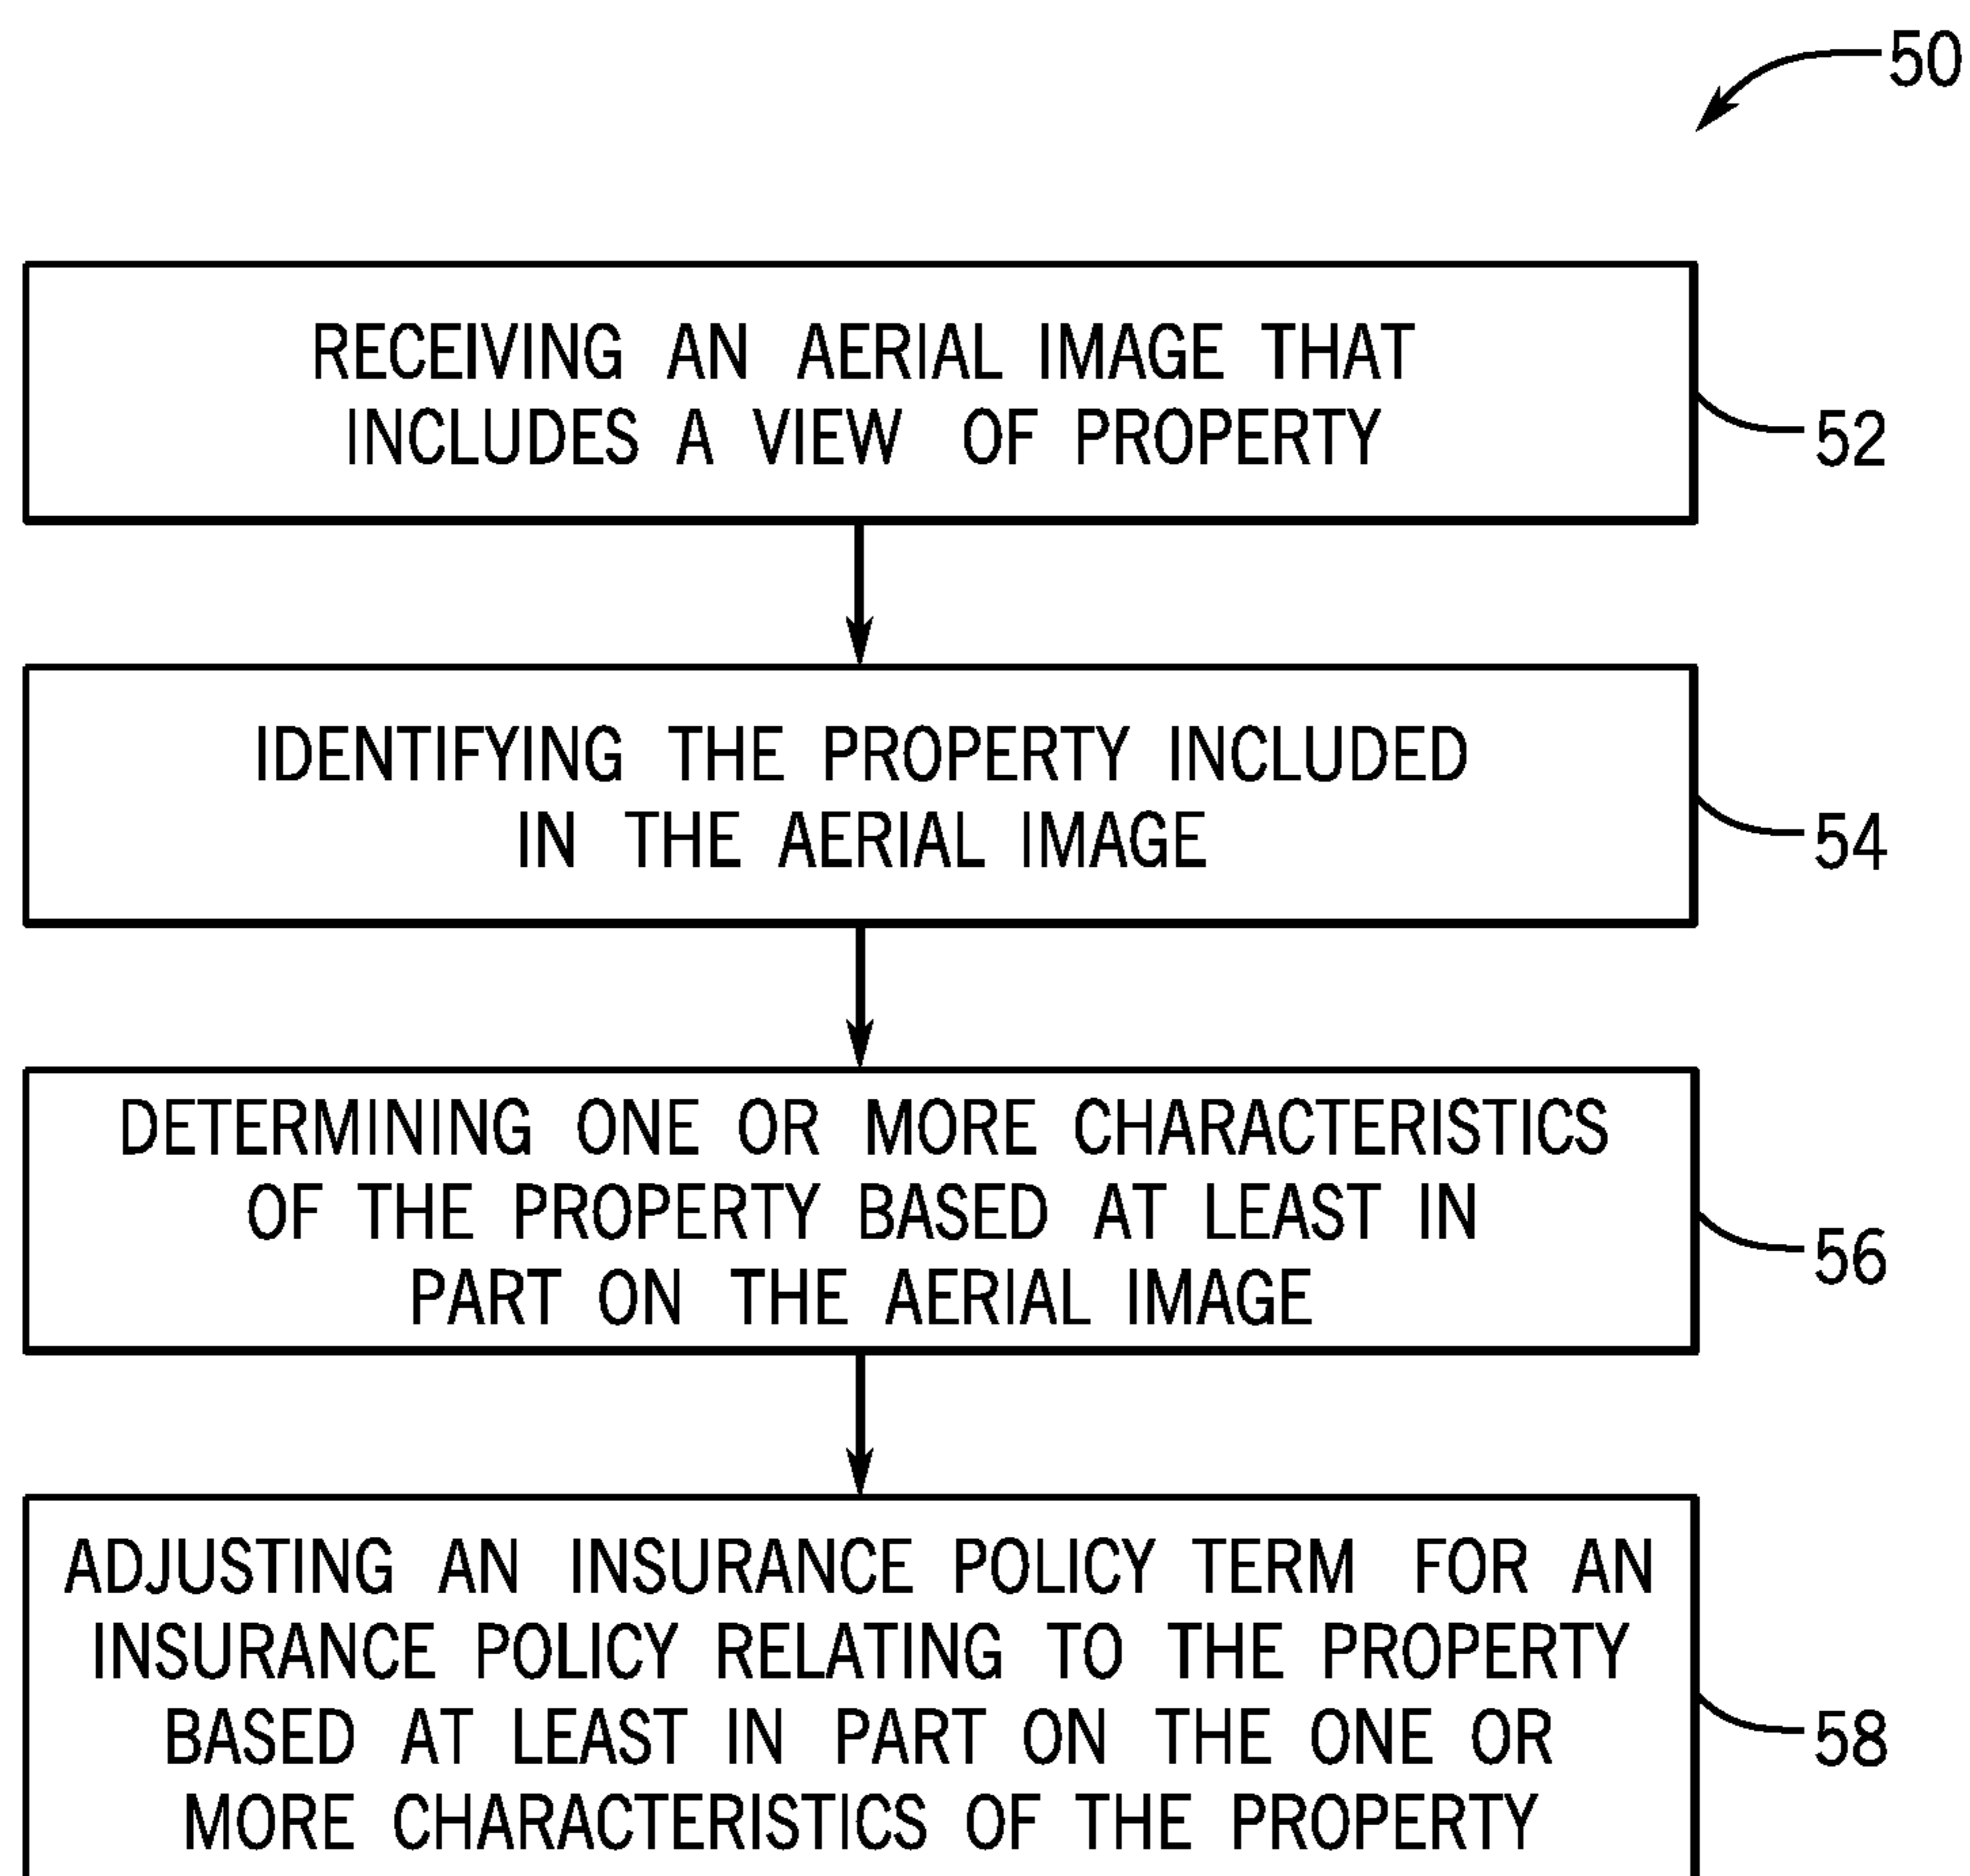 50
RECEIVING AN AERIAL IMAGE THAT
INCLUDES A VIEW OF PROPERTY
52
IDENTIFYING THE PROPERTY INCLUDED
IN THE AERIAL IMAGE
54
DETERMINING ONE OR MORE CHARACTERISTICS
OF THE PROPERTY BASED AT LEAST IN
PART ON THE AERIAL IMAGE
56
ADJUSTING AN INSURANCE POLICY TERM FOR AN
INSURANCE POLICY RELATING TO THE PROPERTY
BASED AT LEAST IN PART ON THE ONE OR
MORE CHARACTERISTICS OF THE PROPERTY
58